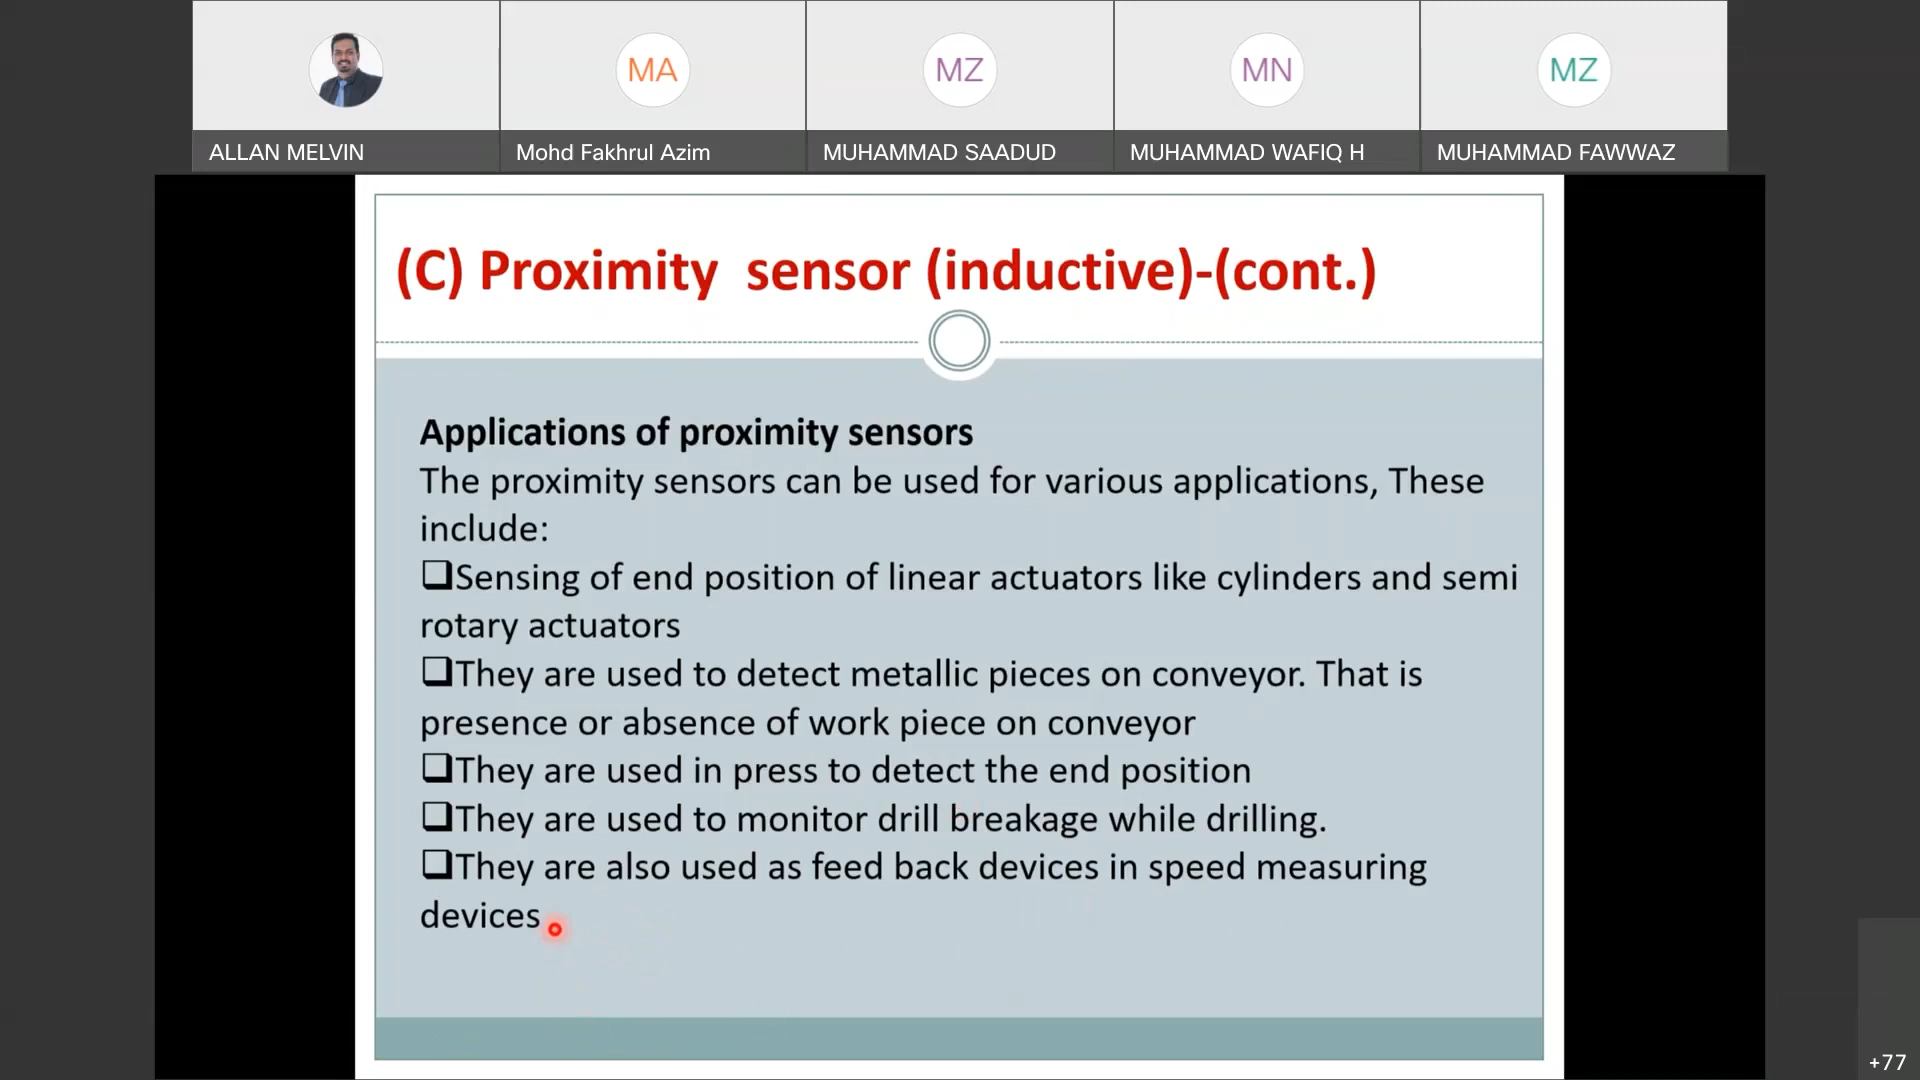 MA
MZ
MN
MZ
ALLAN MELVIN
Mohd Fakhrul Azim
MUHAMMAD SAADUD
MUHAMMAD WAFIQ H
MUHAMMAD FAWWAZ
(C) Proximity sensor (inductive)-(cont.)
Applications of proximity sensors
The proximity sensors can be used for various applications, These
include:
❑Sensing of end position of linear actuators like cylinders and semi
rotary actuators
❑They are used to detect metallic pieces on conveyor. That is
presence or absence of work piece on conveyor
❑They are used in press to detect the end position
❑They are used to monitor drill breakage while drilling.
❑They are also used as feed back devices in speed measuring
devices
+77